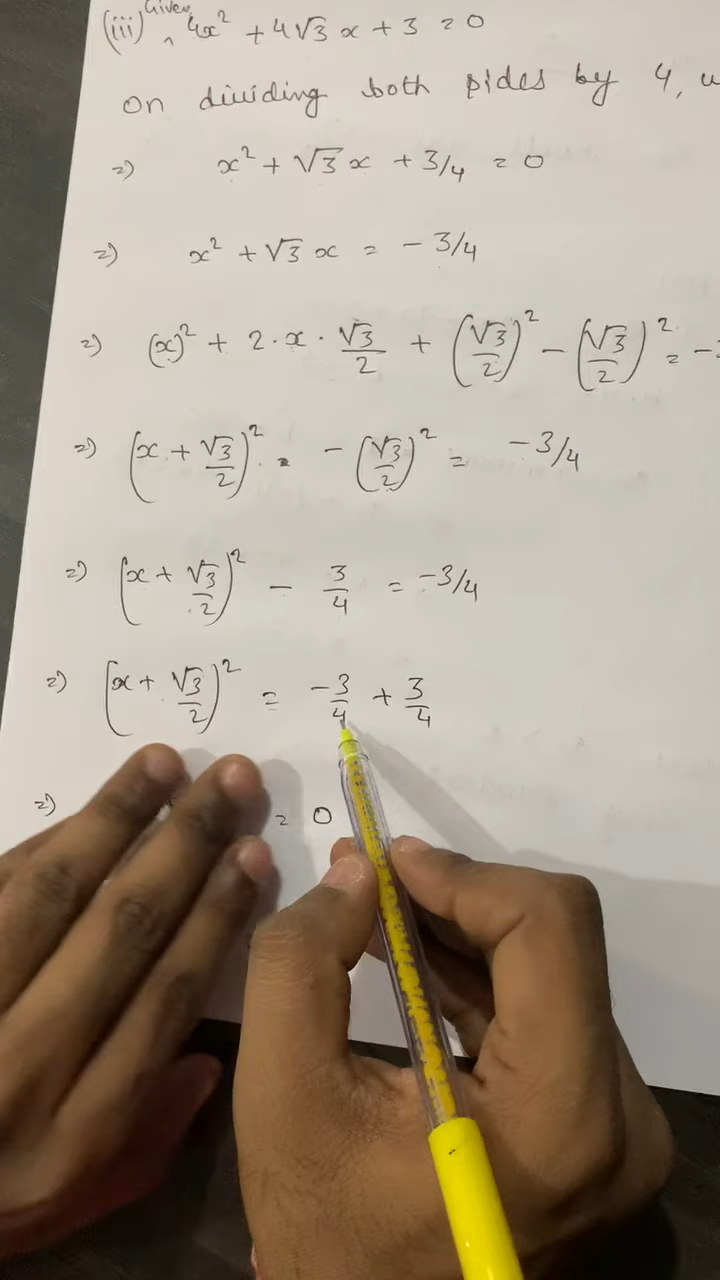 (iii) Given, 4x² + 4√3 x + 3 = 0
On dividing both sides by 4,
=) x² + √3 x + 3/4 = 0
=) x² + √3 x = - 3/4
=) (x)² + 2·x·√3/2 + (√3/2)² - (√3/2)² = -
=) (x + √3/2)² - (√3/2)² = -3/4
=) (x + √3/2)² - 3/4 = -3/4
=) (x + √3/2)² = -3/4 + 3/4
=) = 0